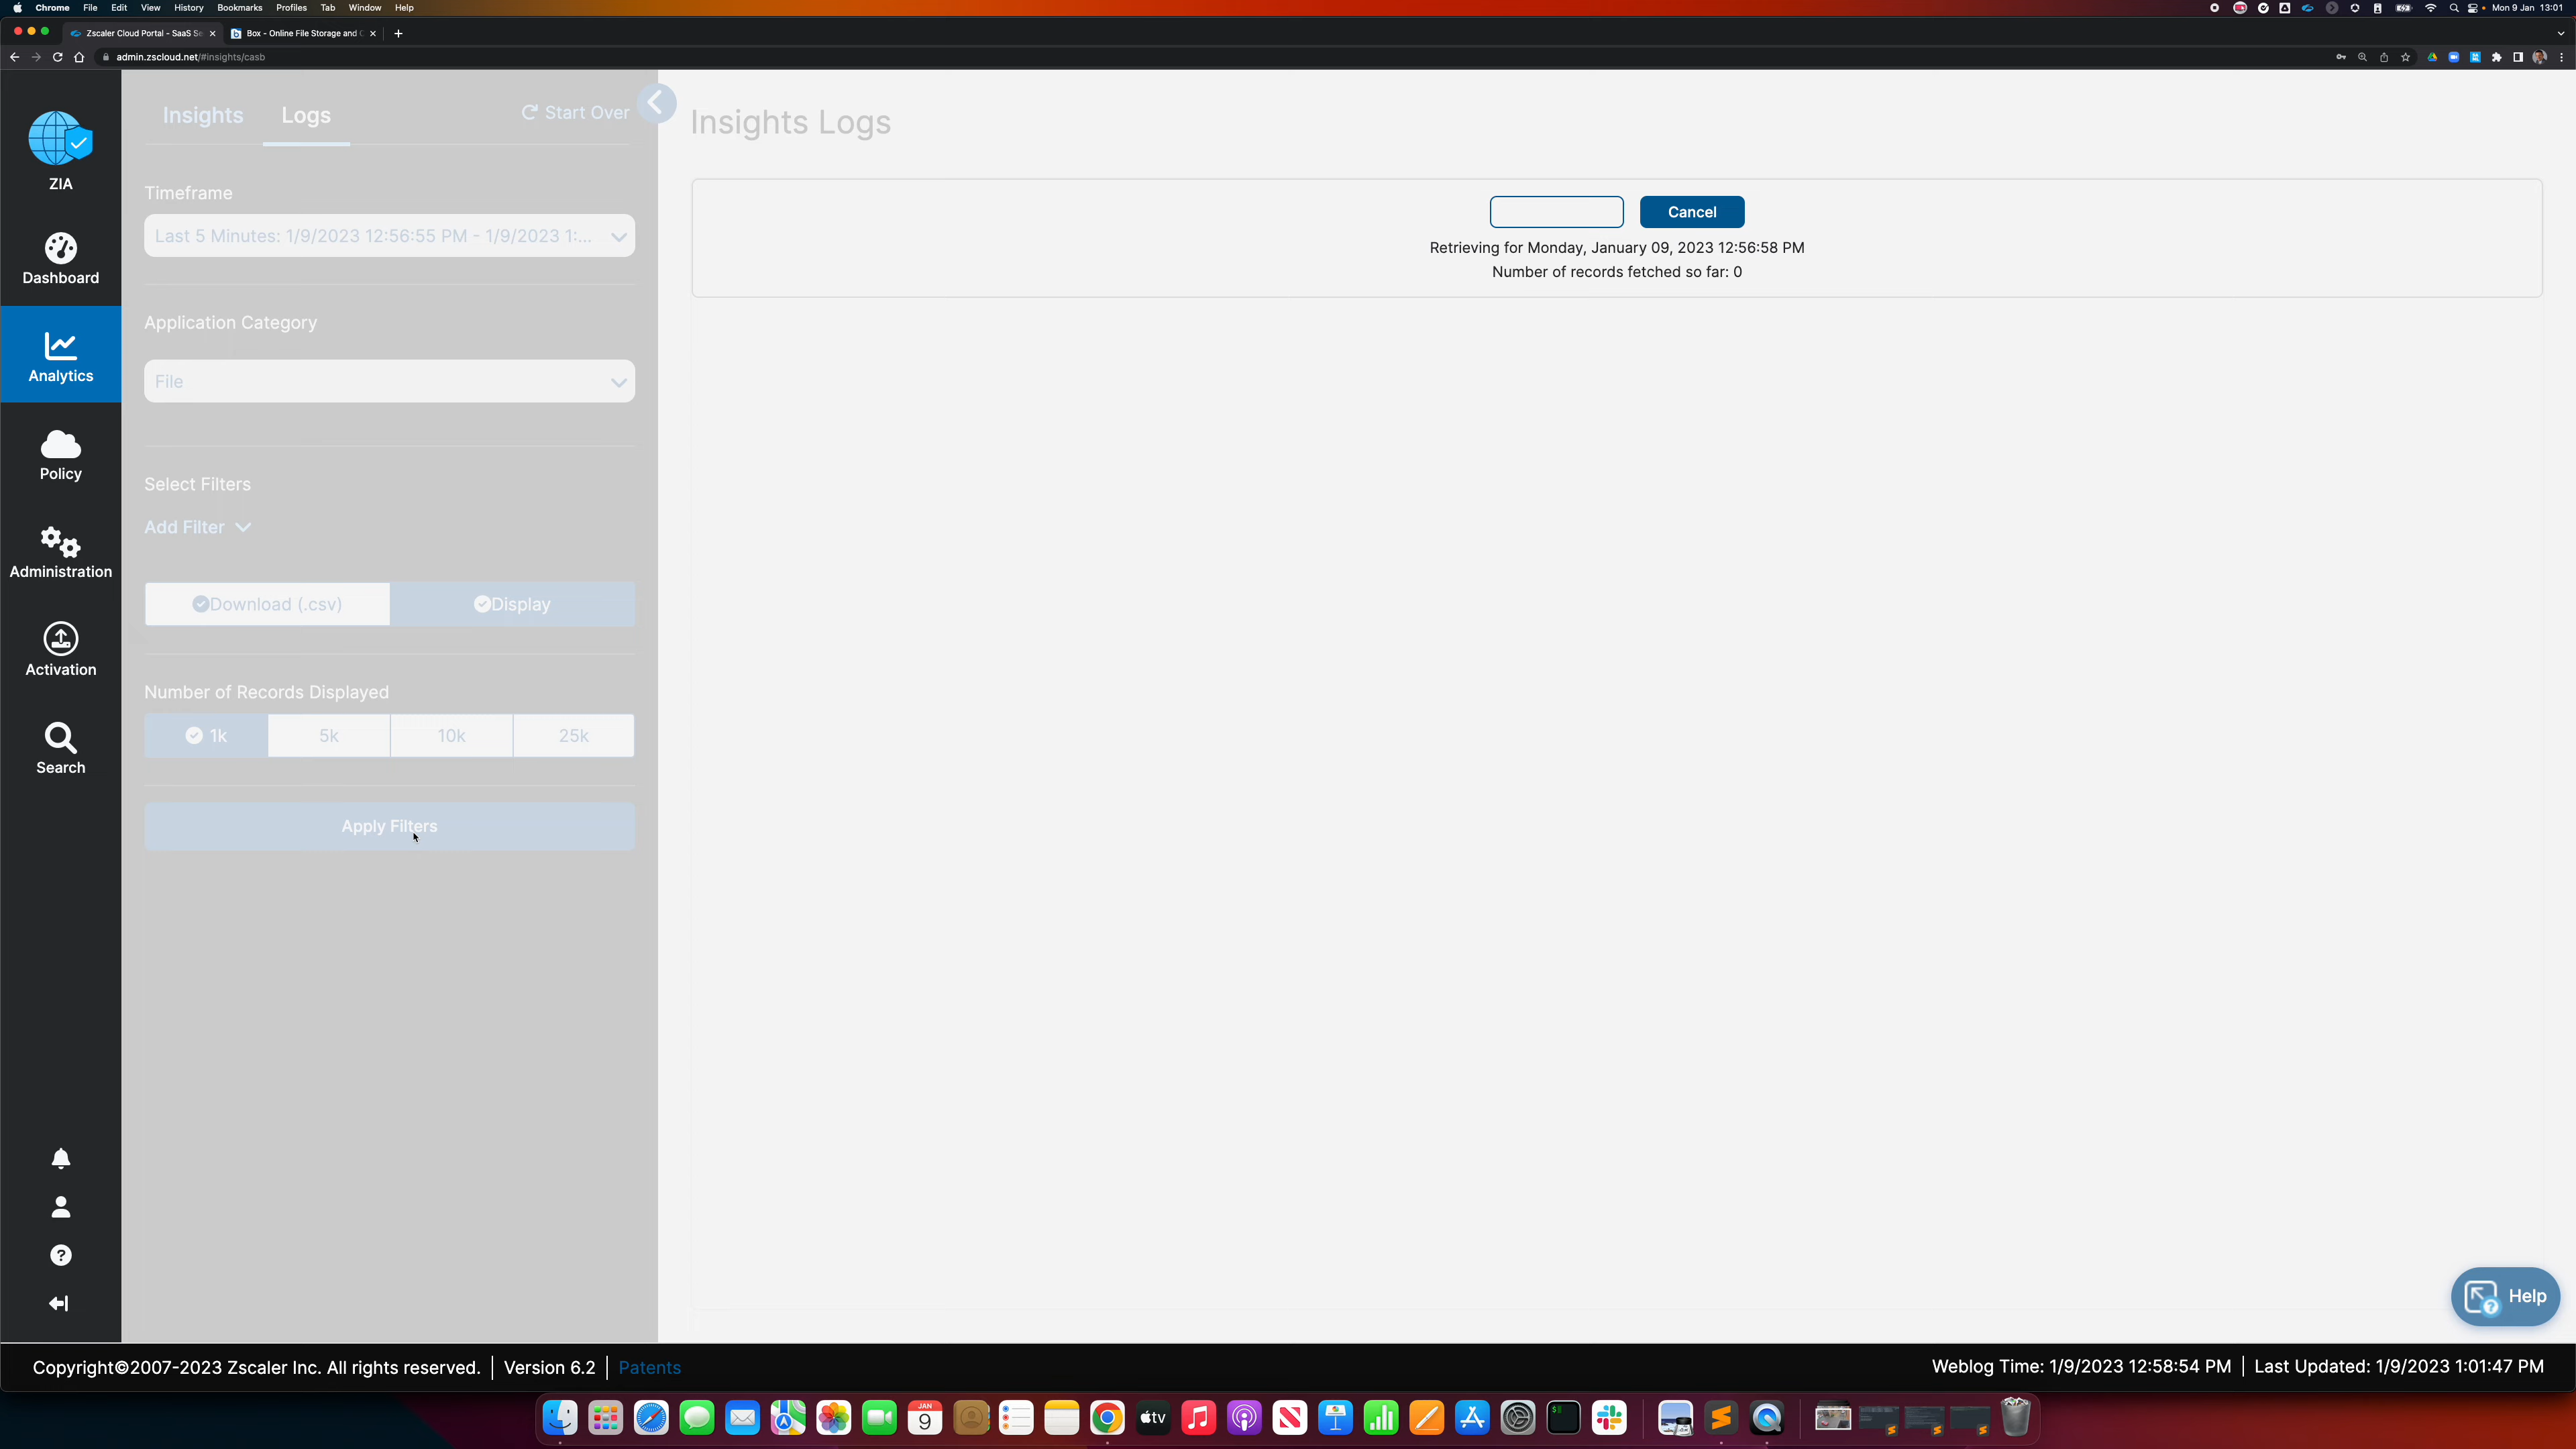 Chrome File Edit View History Bookmarks Profiles Tab Window Help
Mon 9 Jan 13:01
Zscaler Cloud Portal - SaaS Se
Box - Online File Storage and C
admin.zscloud.net/#insights/casb
ZIA
Dashboard
Analytics
Policy
Administration
Activation
Search
Insights
Logs
Start Over
Timeframe
Last 5 Minutes: 1/9/2023 12:56:55 PM - 1/9/2023 1:...
Application Category
File
Select Filters
Add Filter
Download (.csv)
Display
Number of Records Displayed
1k
5k
10k
25k
Apply Filters
Insights Logs
Cancel
Retrieving for Monday, January 09, 2023 12:56:58 PM
Number of records fetched so far: 0
Help
Copyright©2007-2023 Zscaler Inc. All rights reserved. | Version 6.2 | Patents
Weblog Time: 1/9/2023 12:58:54 PM | Last Updated: 1/9/2023 1:01:47 PM
JAN
9
tv